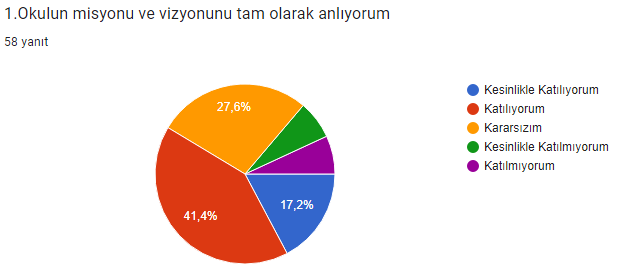 1.Okulun misyonu ve vizyonunu tam olarak anlıyorum
58 yanıt
27,6%
41,4%
17,2%
Kesinlikle Katılıyorum
Katılıyorum
Kararsızım
Kesinlikle Katılmıyorum
Katılmıyorum